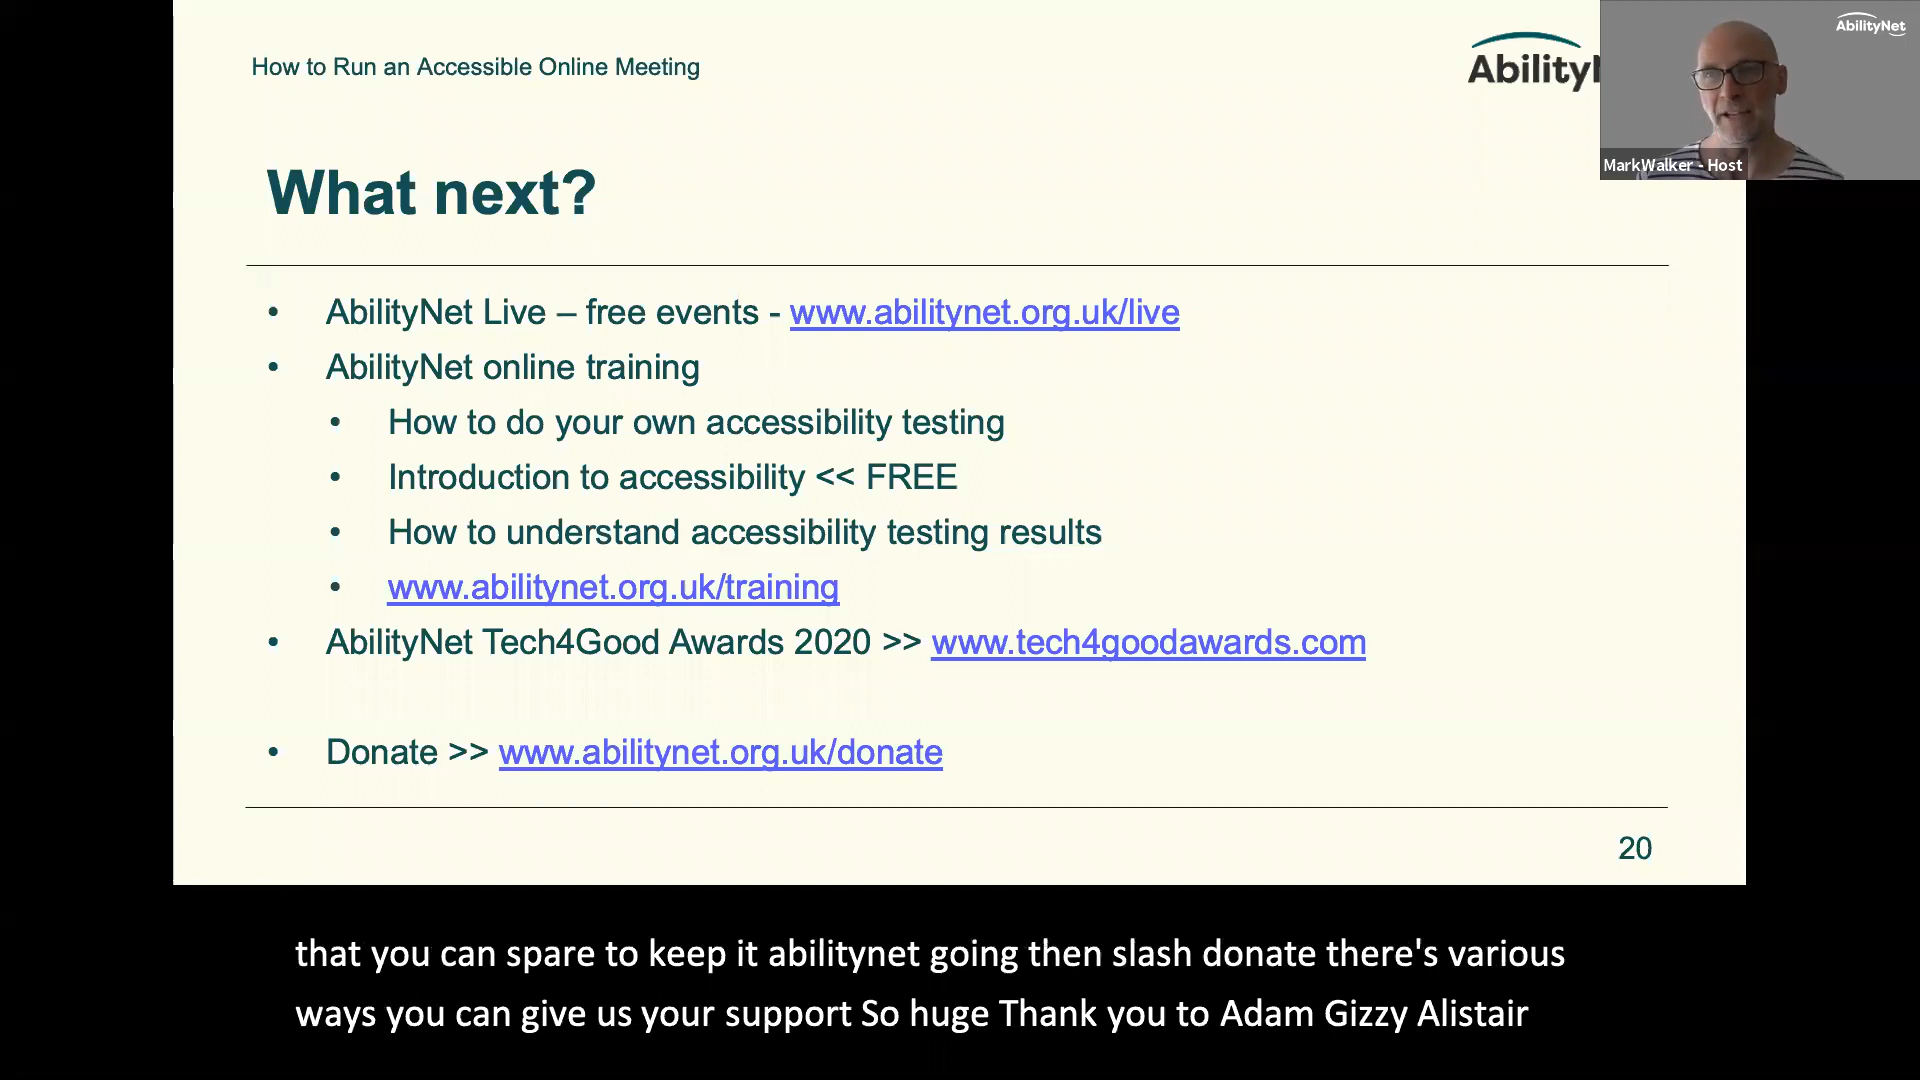 How to Run an Accessible Online Meeting
Ability
AbilityNet
MarkWalker - Host
What next?
• AbilityNet Live – free events - www.abilitynet.org.uk/live
• AbilityNet online training
• How to do your own accessibility testing
• Introduction to accessibility << FREE
• How to understand accessibility testing results
• www.abilitynet.org.uk/training
• AbilityNet Tech4Good Awards 2020 >> www.tech4goodawards.com
• Donate >> www.abilitynet.org.uk/donate
20
that you can spare to keep it abilitynet going then slash donate there's various
ways you can give us your support So huge Thank you to Adam Gizzy Alistair